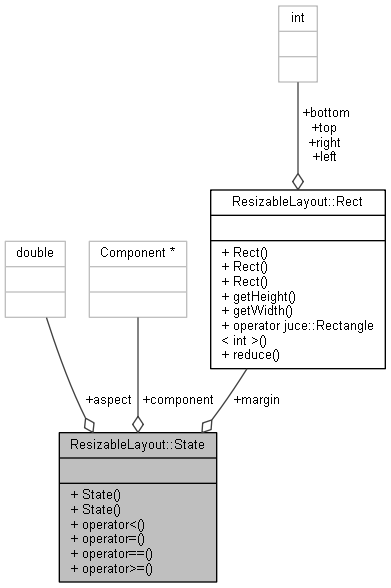 int
+bottom
+top
+right
+left
ResizableLayout::Rect
+ Rect()
+ Rect()
+ Rect()
+ getHeight()
+ getWidth()
+ operator juce::Rectangle
< int >()
+ reduce()
double
Component *
+aspect
+component
+margin
ResizableLayout::State
+ State()
+ State()
+ operator<()
+ operator=()
+ operator==()
+ operator>=()